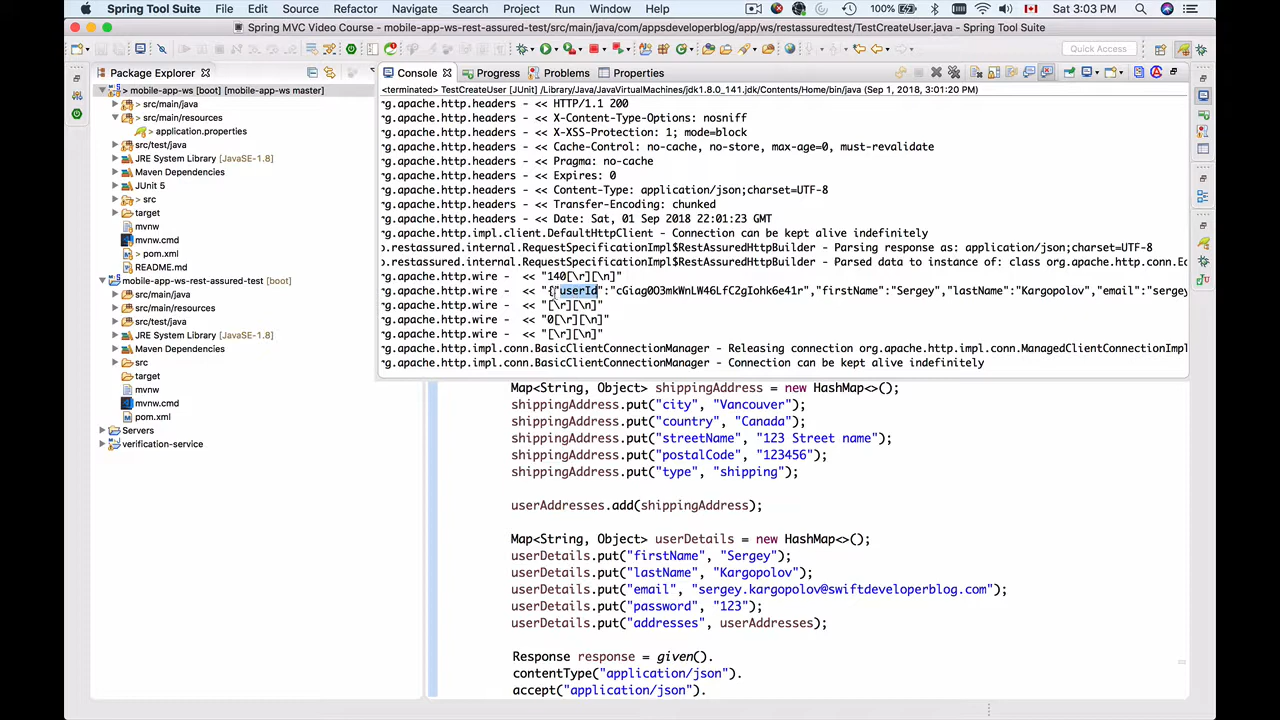 Spring Tool Suite File Edit Source Refactor Navigate Search Project Run Window Help 100% Sat 3:03 PM
Spring MVC Video Course - mobile-app-ws-rest-assured-test/src/main/java/com/appsdeveloperblog/app/ws/restassuredtest/TestCreateUser.java - Spring Tool Suite
Quick Access
Package Explorer
> mobile-app-ws [boot] [mobile-app-ws master]
> src/main/java
> src/main/resources
> application.properties
src/test/java
JRE System Library [JavaSE-1.8]
Maven Dependencies
JUnit 5
> src
target
mvnw
mvnw.cmd
> pom.xml
README.md
mobile-app-ws-rest-assured-test [boot]
src/main/java
src/main/resources
src/test/java
JRE System Library [JavaSE-1.8]
Maven Dependencies
src
target
mvnw
mvnw.cmd
pom.xml
Servers
verification-service
Console Progress Problems Properties
<terminated> TestCreateUser [JUnit] /Library/Java/JavaVirtualMachines/jdk1.8.0_141.jdk/Contents/Home/bin/java (Sep 1, 2018, 3:01:20 PM)
g.apache.http.headers - << HTTP/1.1 200
g.apache.http.headers - << X-Content-Type-Options: nosniff
g.apache.http.headers - << X-XSS-Protection: 1; mode=block
g.apache.http.headers - << Cache-Control: no-cache, no-store, max-age=0, must-revalidate
g.apache.http.headers - << Pragma: no-cache
g.apache.http.headers - << Expires: 0
g.apache.http.headers - << Content-Type: application/json;charset=UTF-8
g.apache.http.headers - << Transfer-Encoding: chunked
g.apache.http.headers - << Date: Sat, 01 Sep 2018 22:01:23 GMT
g.apache.http.impl.client.DefaultHttpClient - Connection can be kept alive indefinitely
o.restassured.internal.RequestSpecificationImpl$RestAssuredHttpBuilder - Parsing response as: application/json;charset=UTF-8
o.restassured.internal.RequestSpecificationImpl$RestAssuredHttpBuilder - Parsed data to instance of: class org.apache.http.conn.Eo
g.apache.http.wire - << "140[\r][\n]"
g.apache.http.wire - << "{"userId":"cGiag0O3mkWnLW46LfC2gIohk6e41r","firstName":"Sergey","lastName":"Kargopolov","email":"sergey
g.apache.http.wire - << "[\r][\n]"
g.apache.http.wire - << "0[\r][\n]"
g.apache.http.wire - << "[\r][\n]"
g.apache.http.impl.conn.BasicClientConnectionManager - Releasing connection org.apache.http.impl.conn.ManagedClientConnectionImpl
g.apache.http.impl.conn.BasicClientConnectionManager - Connection can be kept alive indefinitely
Map<String, Object> shippingAddress = new HashMap<>();
shippingAddress.put("city", "Vancouver");
shippingAddress.put("country", "Canada");
shippingAddress.put("streetName", "123 Street name");
shippingAddress.put("postalCode", "123456");
shippingAddress.put("type", "shipping");
userAddresses.add(shippingAddress);
Map<String, Object> userDetails = new HashMap<>();
userDetails.put("firstName", "Sergey");
userDetails.put("lastName", "Kargopolov");
userDetails.put("email", "sergey.kargopolov@swiftdeveloperblog.com");
userDetails.put("password", "123");
userDetails.put("addresses", userAddresses);
Response response = given().
contentType("application/json").
accept("application/json").